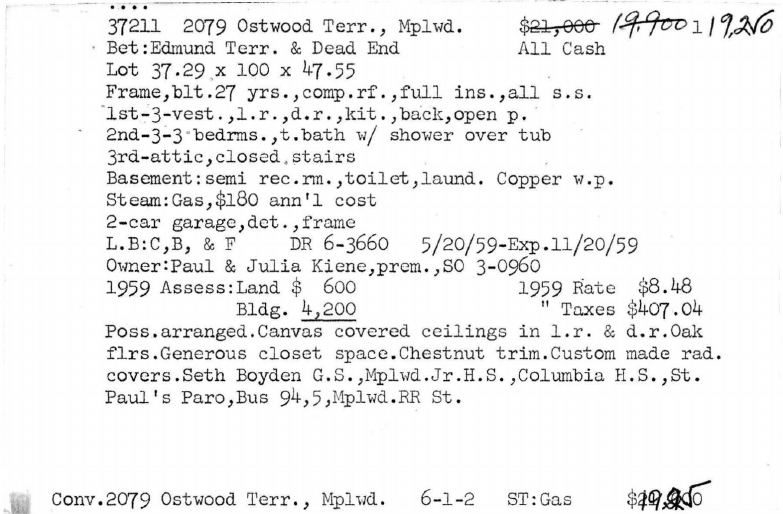 37211 2079 Ostwood Terr., Mplwd. $21,000 19,900 119,250
Bet:Edmund Terr. & Dead End All Cash
Lot 37.29 x 100 x 47.55
Frame,blt.27 yrs.,comp.rf.,full ins.,all s.s.
1st-3-vest.,l.r.,d.r.,kit.,back,open p.
2nd-3-3 bedrms.,t.bath w/ shower over tub
3rd-attic,closed stairs
Basement:semi rec.rm.,toilet,laund. Copper w.p.
Steam:Gas,$180 ann'l cost
2-car garage,det.,frame
L.B:C,B, & F DR 6-3660 5/20/59-Exp.11/20/59
Owner:Paul & Julia Kiene,prem.,SO 3-0960
1959 Assess:Land $ 600 1959 Rate $8.48
Bldg. 4,200 " Taxes $407.04
Poss.arranged.Canvas covered ceilings in l.r. & d.r.Oak
flrs.Generous closet space.Chestnut trim.Custom made rad.
covers.Seth Boyden G.S.,Mplwd.Jr.H.S.,Columbia H.S.,St.
Paul's Paro,Bus 94,5,Mplwd.RR St.
Conv.2079 Ostwood Terr., Mplwd. 6-1-2 ST:Gas